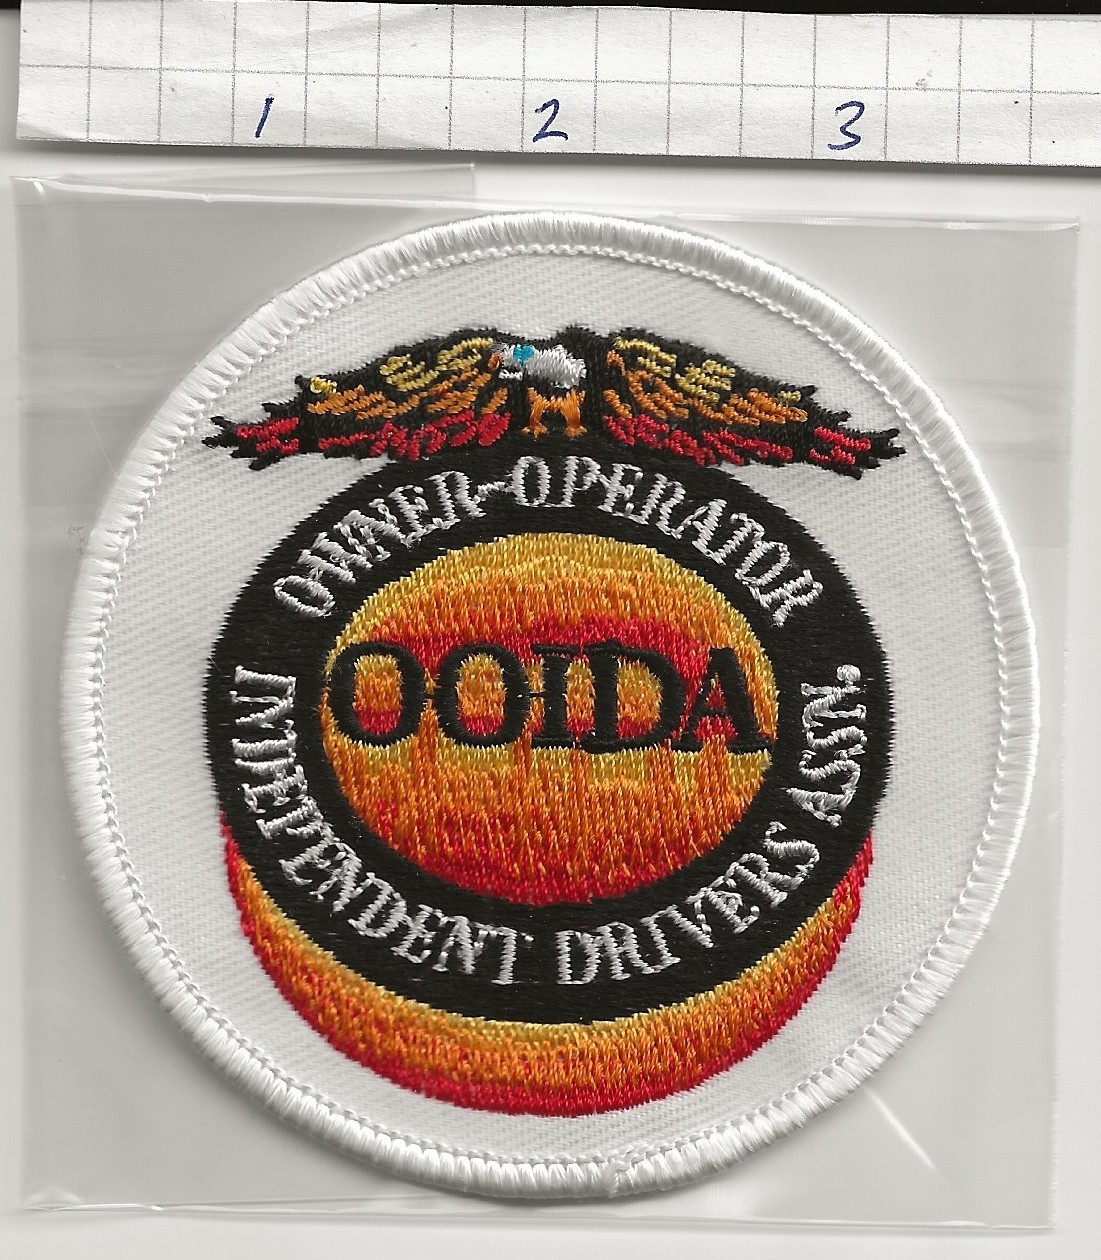 1 2 3
OWNER-OPERATOR
OOIDA
INDEPENDENT DRIVERS ASSN.